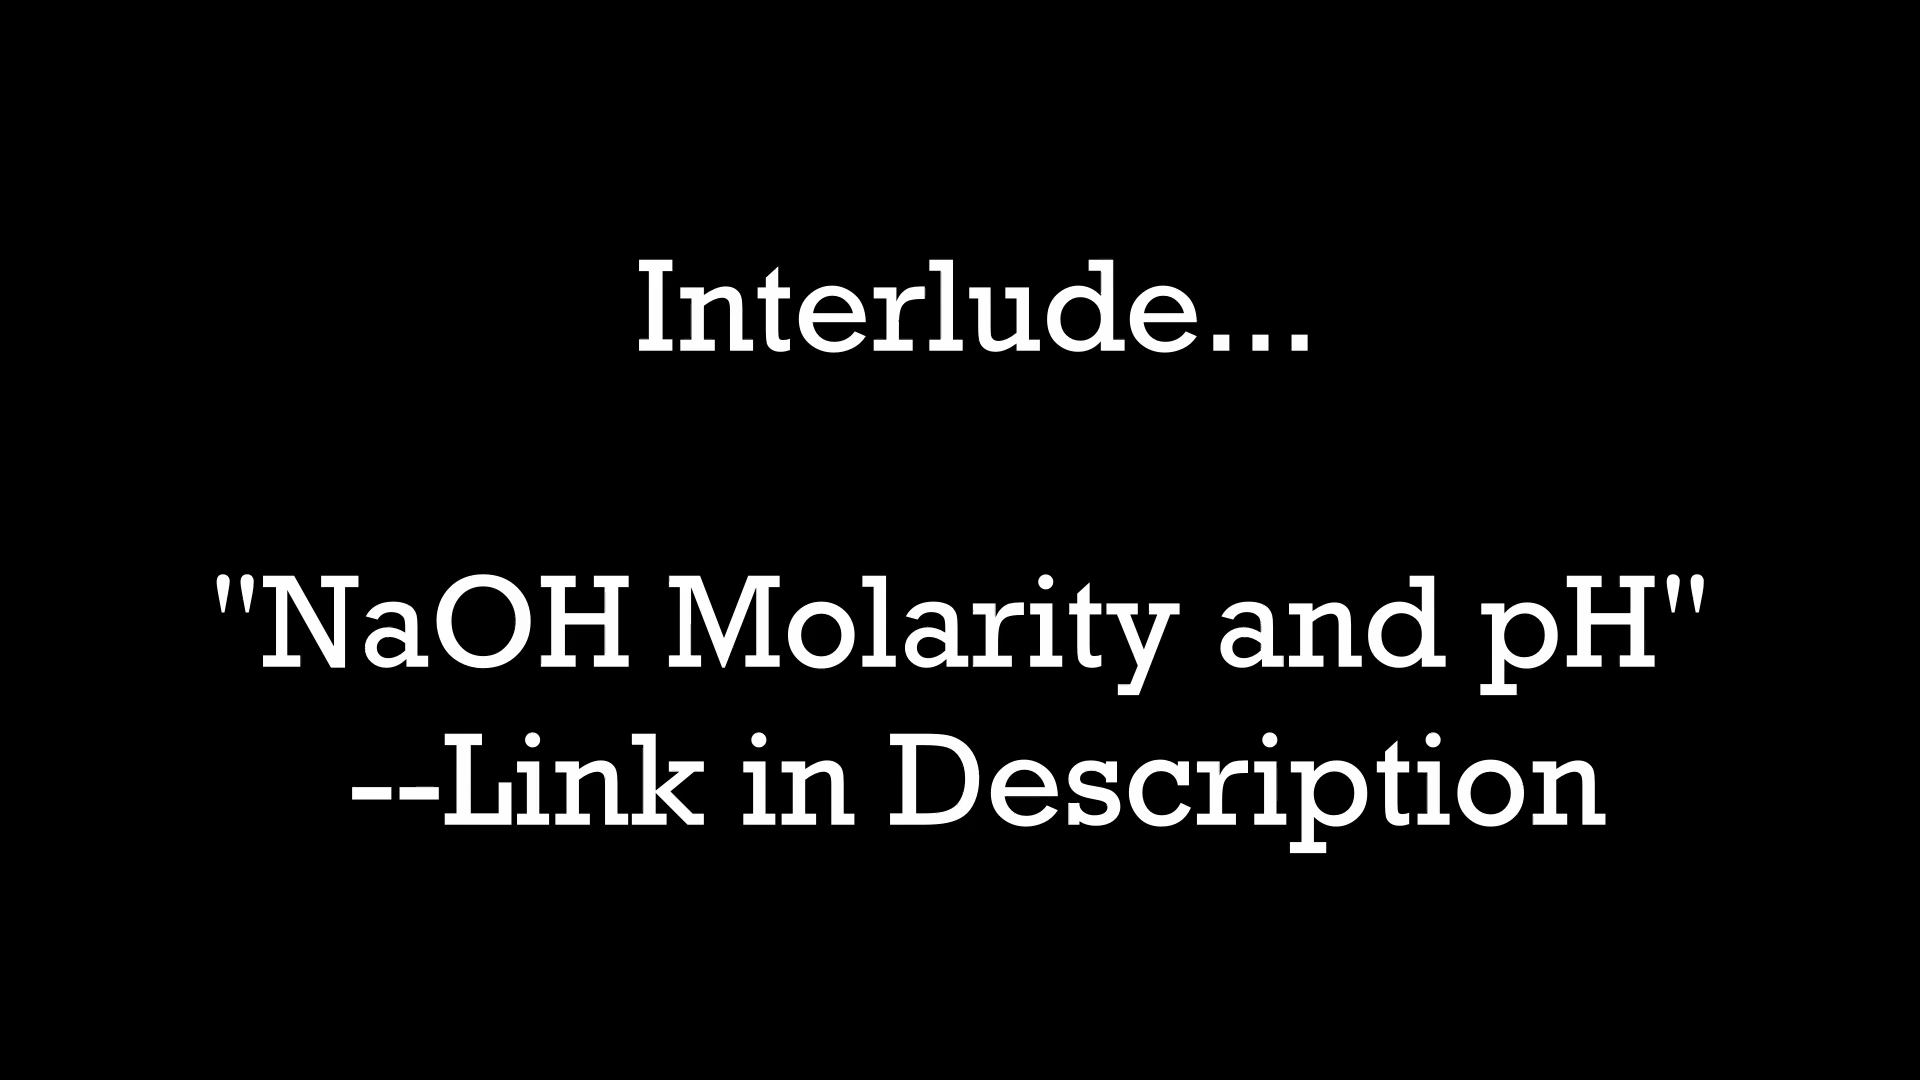 Interlude...
"NaOH Molarity and pH"
--Link in Description